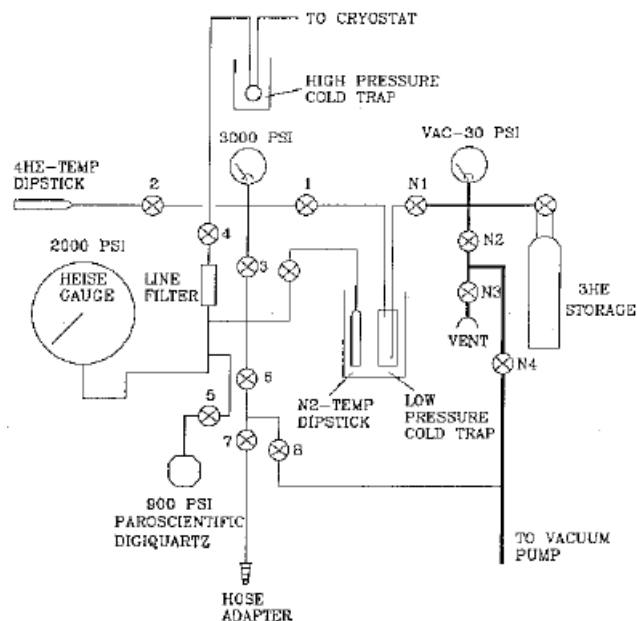 TO CRYOSTAT
HIGH PRESSURE
COLD TRAP
3000 PSI
VAC-30 PSI
4HE-TEMP
DIPSTICK
2
1
N1
4
N2
2000 PSI
HEISE
GAUGE
LINE
FILTER
3
N3
3HE
STORAGE
VENT
N4
5
6
N2-TEMP
DIPSTICK
LOW
PRESSURE
COLD TRAP
7
8
900 PSI
PAROSCIENTIFIC
DIGIQUARTZ
TO VACUUM
PUMP
HOSE
ADAPTER